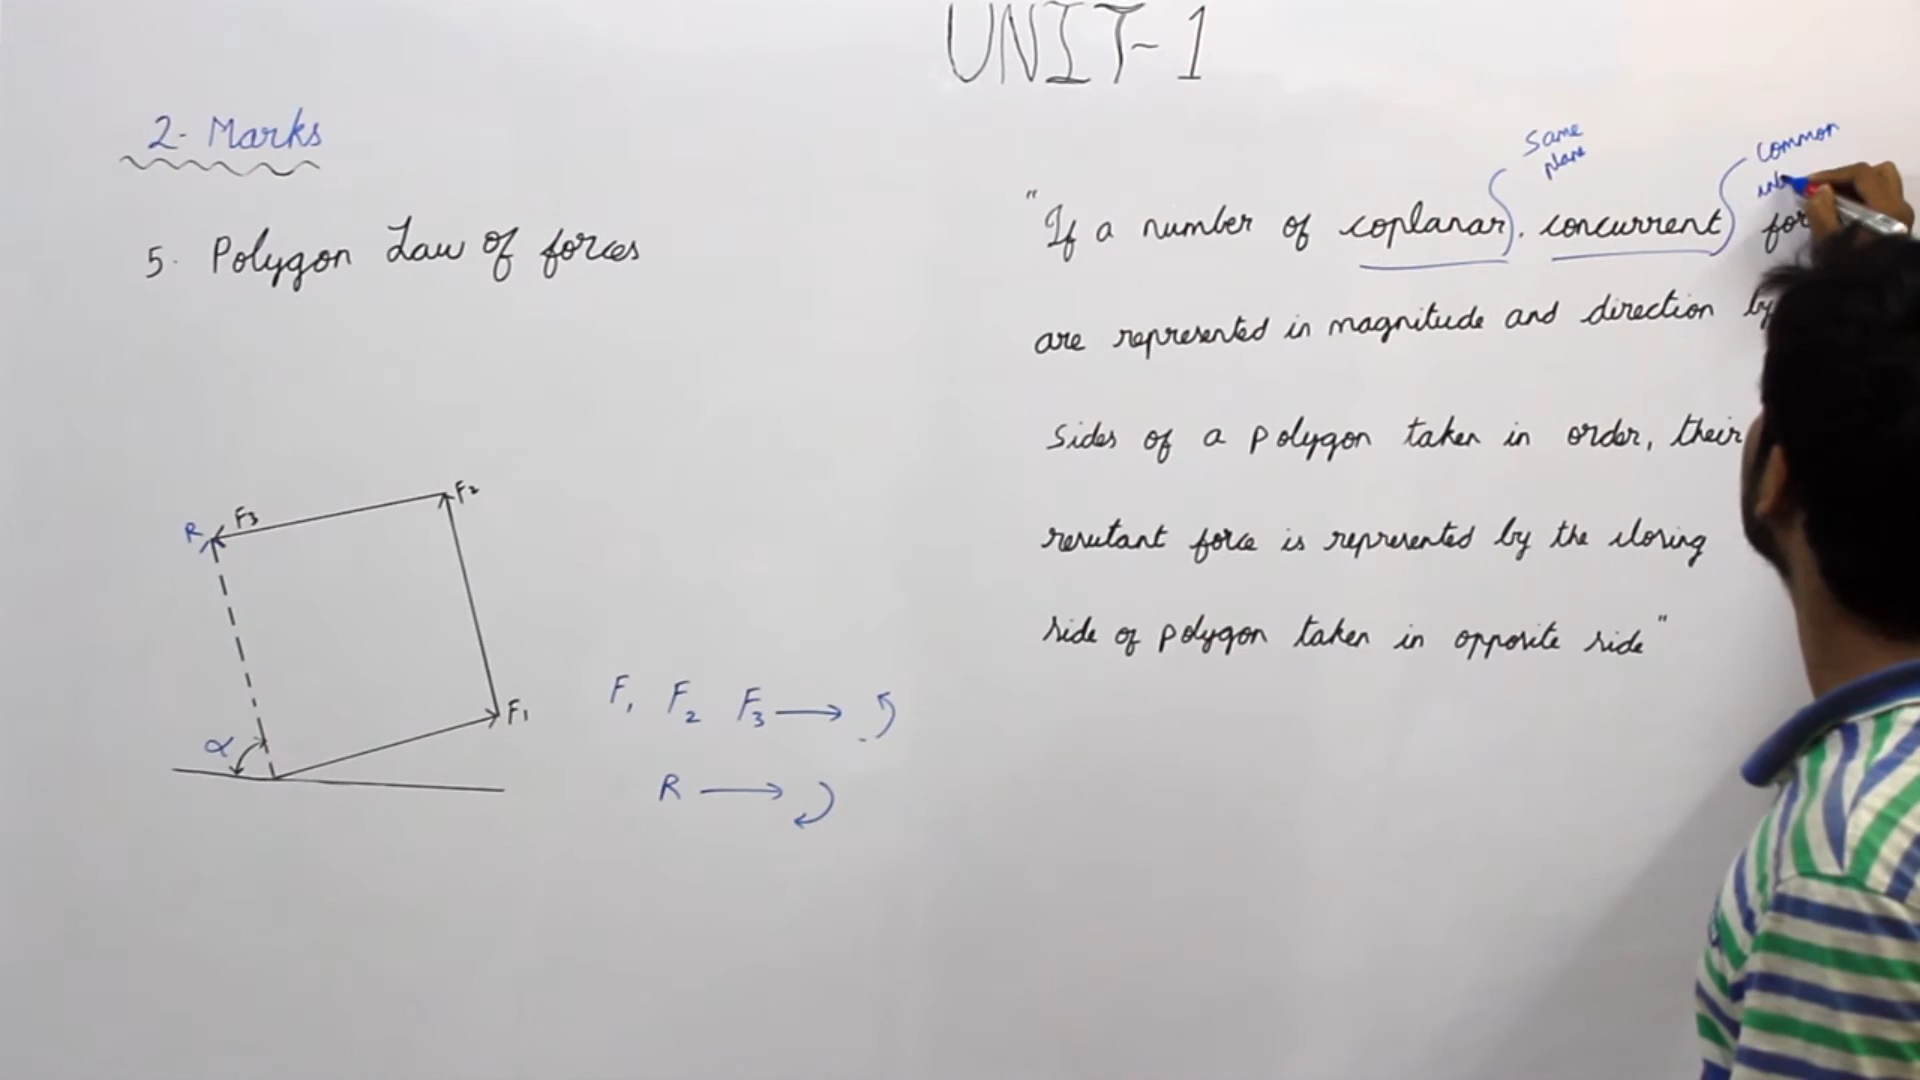 UNIT-1
2- Marks
5. Polygon Law of forces
Same
plane
Common
"If a number of coplanar, concurrent
are represented in magnitude and direction by
Sides of a polygon taken in order, their
resutant force is represented by the closing
side of polygon taken in opposite side"
R F3 F2
F1
α
F1 F2 F3 ⟶
R ⟶